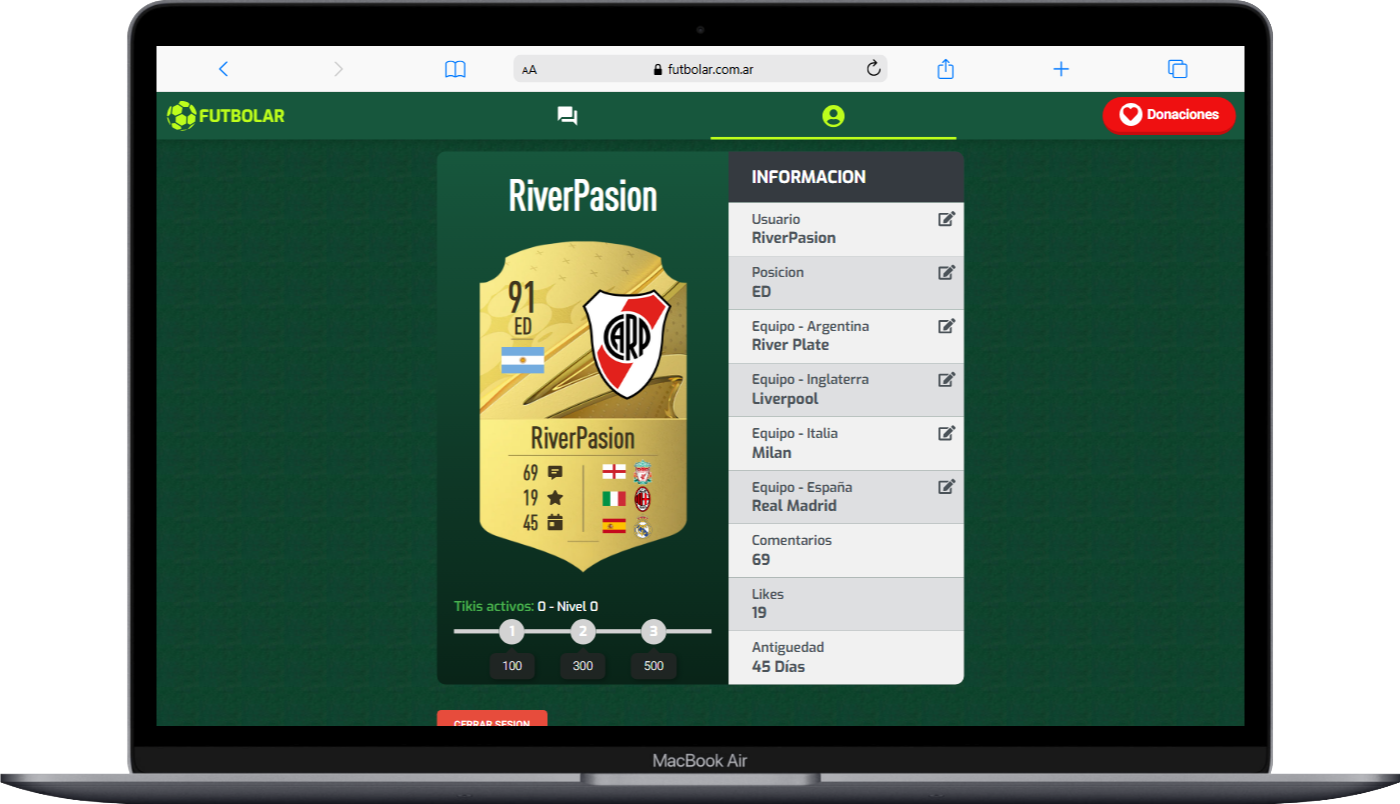 AA
futbolar.com.ar
FUTBOLAR
Donaciones
RiverPasion
91
ED
CARP
RiverPasion
69
19
45
Tikis activos: 0 - Nivel 0
1 2 3
100 300 500
CERRAR SESION
INFORMACION
Usuario
RiverPasion
Posicion
ED
Equipo - Argentina
River Plate
Equipo - Inglaterra
Liverpool
Equipo - Italia
Milan
Equipo - España
Real Madrid
Comentarios
69
Likes
19
Antiguedad
45 Días
MacBook Air